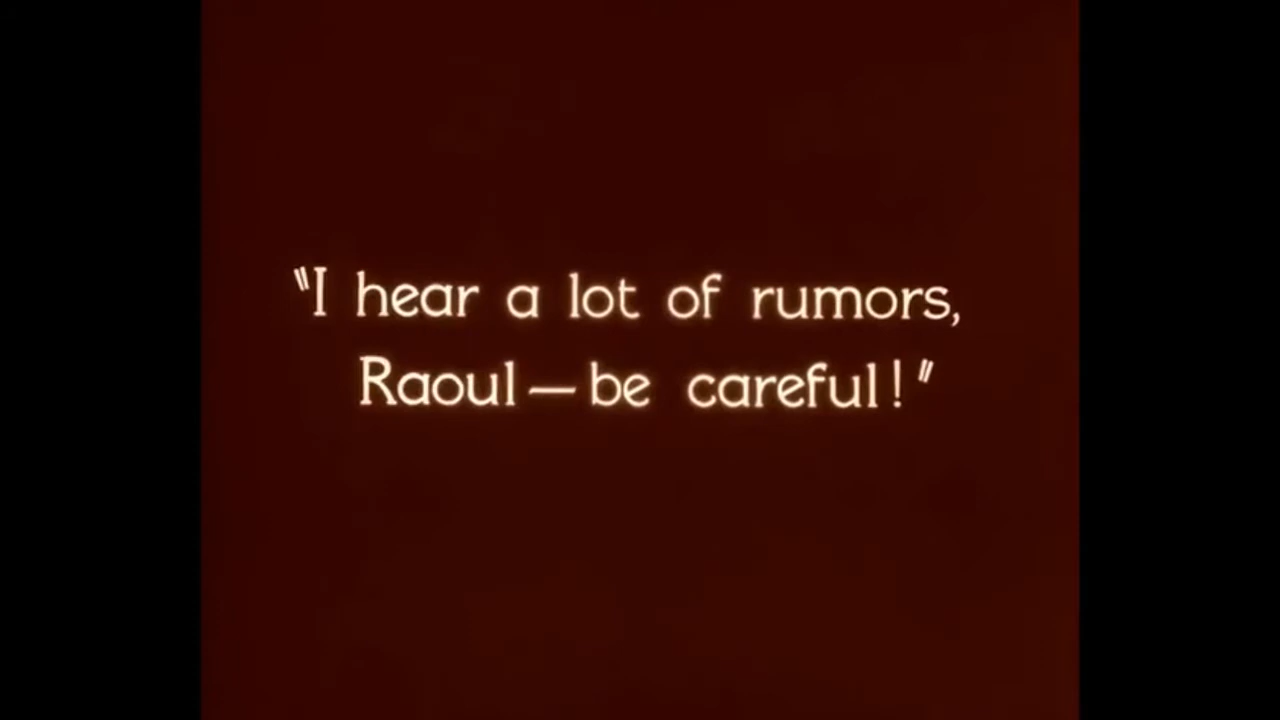 "I hear a lot of rumors,
Raoul — be careful!"